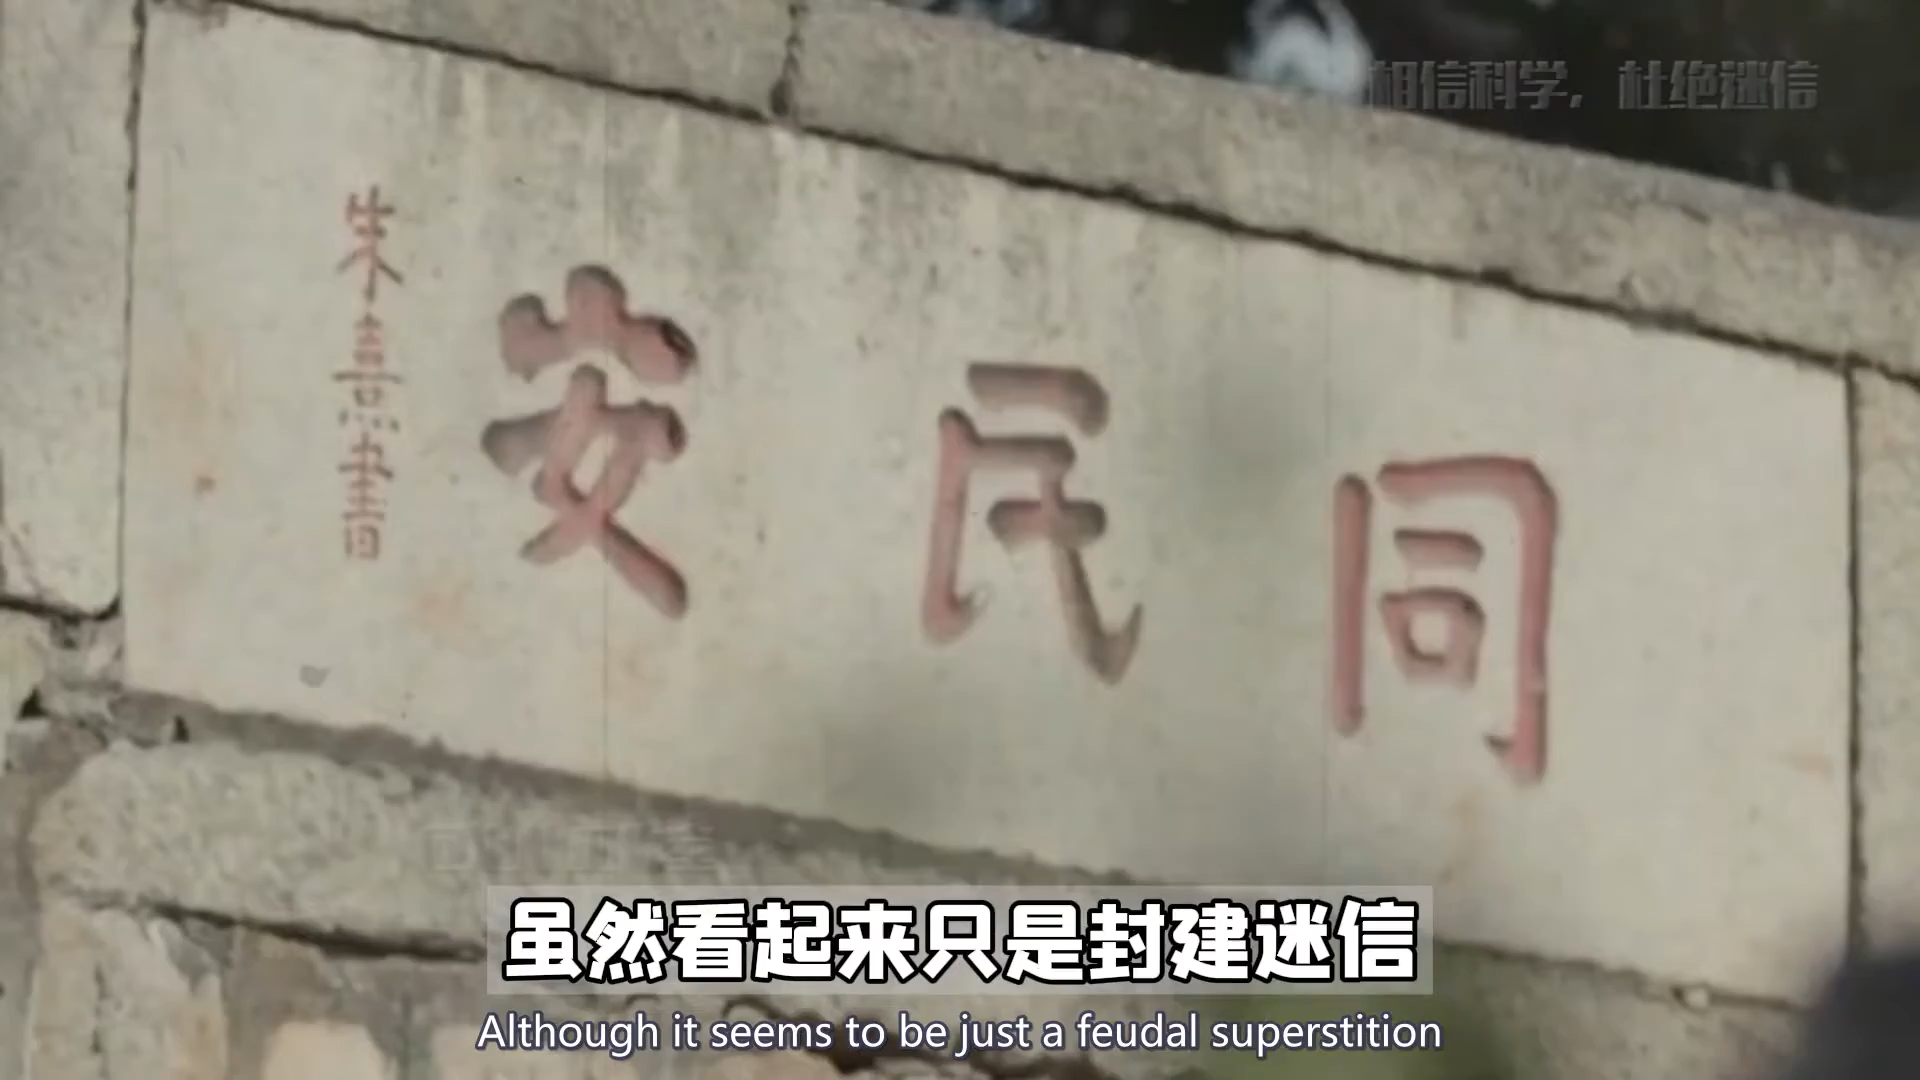 相信科学，杜绝迷信
同民安
朱熹書
虽然看起来只是封建迷信
Although it seems to be just a feudal superstition